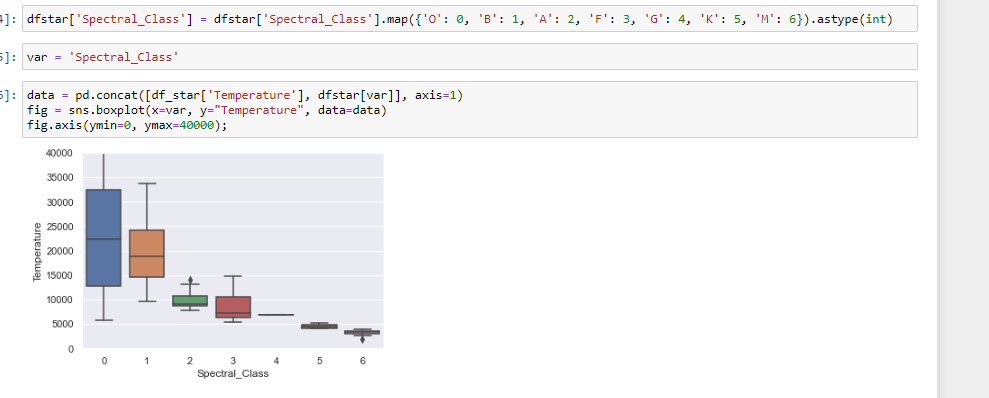 4]: dfstar['Spectral_Class'] = dfstar['Spectral_Class'].map({'O': 0, 'B': 1, 'A': 2, 'F': 3, 'G': 4, 'K': 5, 'M': 6}).astype(int)
5]: var = 'Spectral_Class'
]: data = pd.concat([df_star['Temperature'], dfstar[var]], axis=1)
fig = sns.boxplot(x=var, y="Temperature", data=data)
fig.axis(ymin=0, ymax=40000);
40000
35000
30000
25000
20000
15000
10000
5000
0
Temperature
0 1 2 3 4 5 6
Spectral_Class